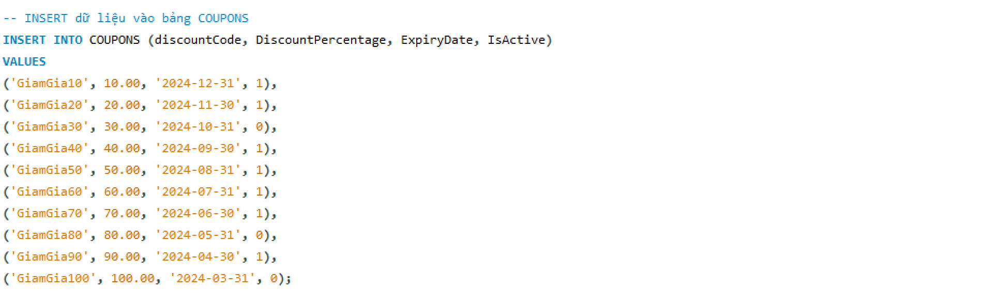 -- INSERT dữ liệu vào bảng COUPONS
INSERT INTO COUPONS (discountCode, DiscountPercentage, ExpiryDate, IsActive)
VALUES
('GiamGia10', 10.00, '2024-12-31', 1),
('GiamGia20', 20.00, '2024-11-30', 1),
('GiamGia30', 30.00, '2024-10-31', 0),
('GiamGia40', 40.00, '2024-09-30', 1),
('GiamGia50', 50.00, '2024-08-31', 1),
('GiamGia60', 60.00, '2024-07-31', 1),
('GiamGia70', 70.00, '2024-06-30', 1),
('GiamGia80', 80.00, '2024-05-31', 0),
('GiamGia90', 90.00, '2024-04-30', 1),
('GiamGia100', 100.00, '2024-03-31', 0);